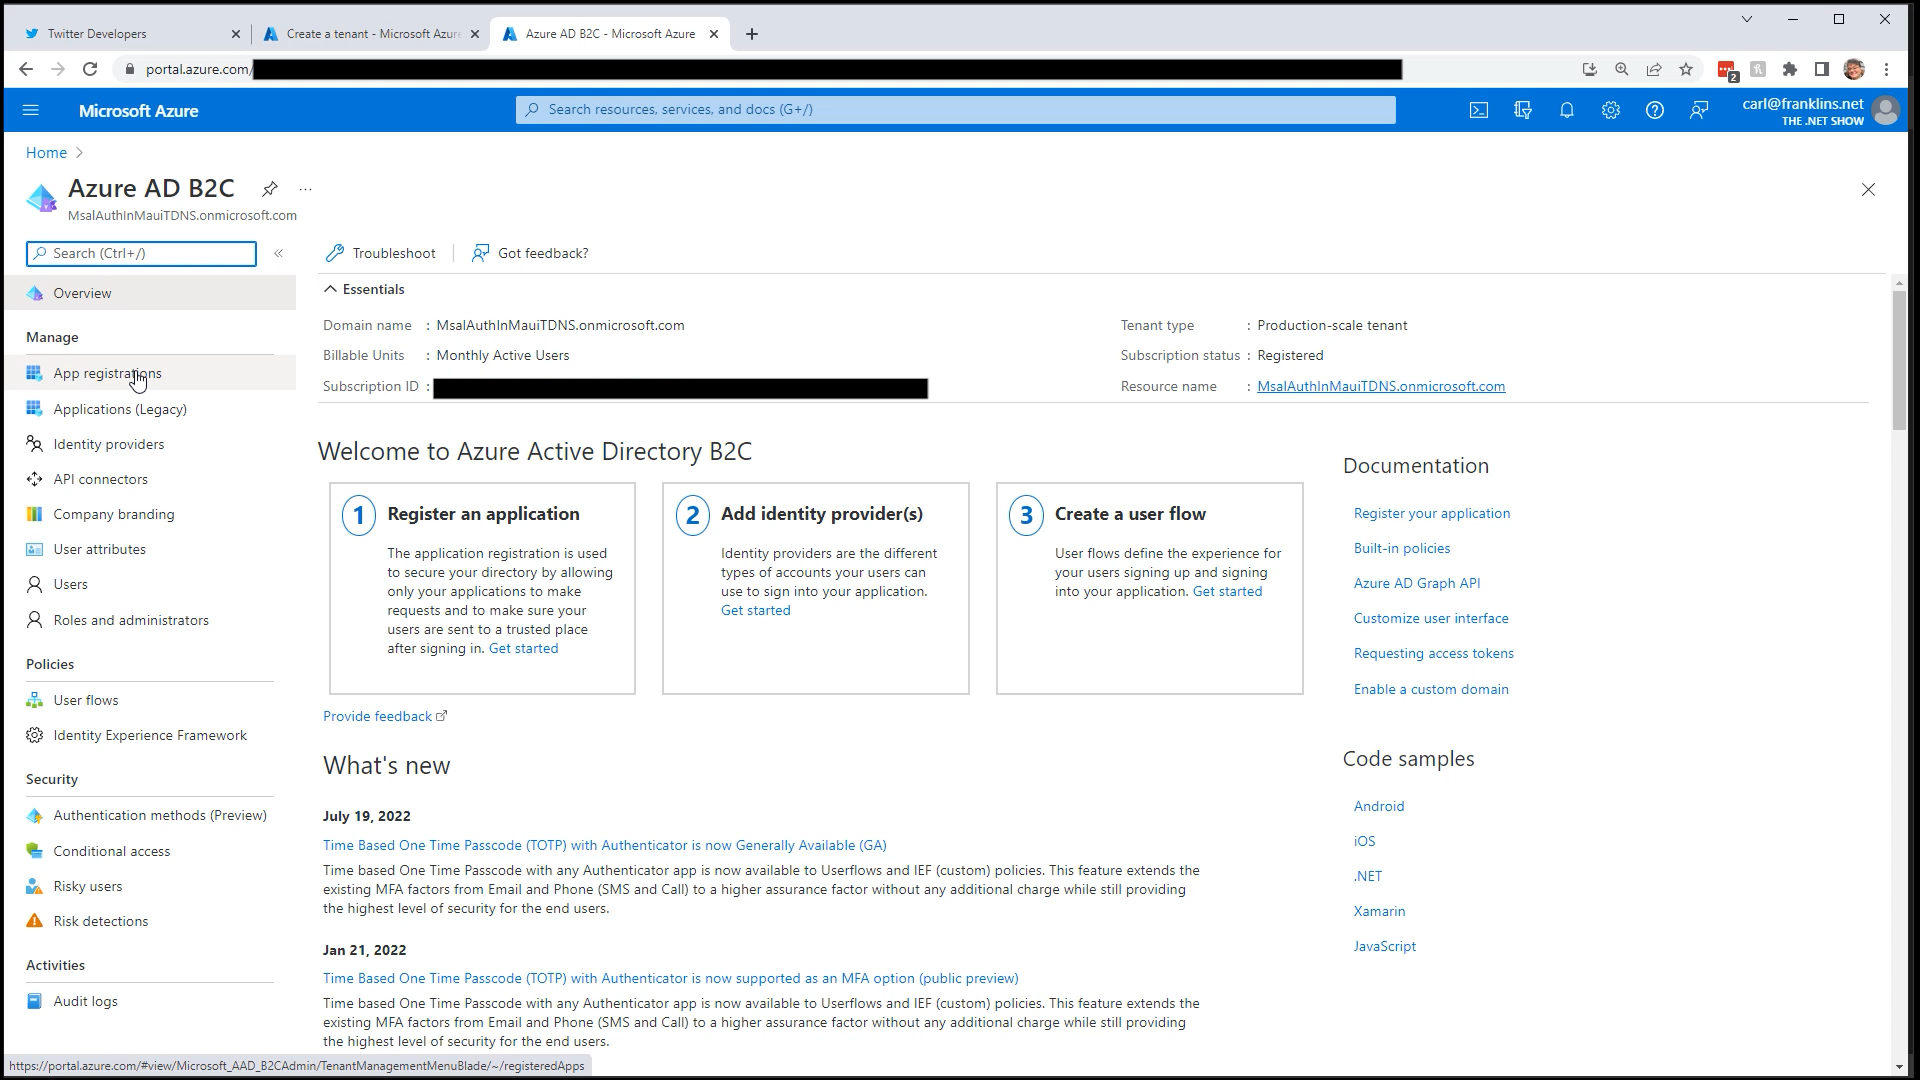 Twitter Developers
Create a tenant - Microsoft Azure
Azure AD B2C - Microsoft Azure
portal.azure.com/
2
Microsoft Azure
Search resources, services, and docs (G+/)
carl@franklins.net
THE .NET SHOW
Home
Azure AD B2C
...
MsalAuthInMauiTDNS.onmicrosoft.com
Search (Ctrl+/)
Troubleshoot
Got feedback?
Overview
Manage
App registrations
Applications (Legacy)
Identity providers
API connectors
Company branding
User attributes
Users
Roles and administrators
Policies
User flows
Identity Experience Framework
Security
Authentication methods (Preview)
Conditional access
Risky users
Risk detections
Activities
Audit logs
Essentials
Domain name : MsalAuthInMauiTDNS.onmicrosoft.com
Billable Units : Monthly Active Users
Subscription ID :
Tenant type : Production-scale tenant
Subscription status : Registered
Resource name : MsalAuthInMauiTDNS.onmicrosoft.com
Welcome to Azure Active Directory B2C
1 Register an application
The application registration is used
to secure your directory by allowing
only your applications to make
requests and to make sure your
users are sent to a trusted place
after signing in. Get started
2 Add identity provider(s)
Identity providers are the different
types of accounts your users can
use to sign into your application.
Get started
3 Create a user flow
User flows define the experience for
your users signing up and signing
into your application. Get started
Provide feedback
What's new
July 19, 2022
Time Based One Time Passcode (TOTP) with Authenticator is now Generally Available (GA)
Time based One Time Passcode with any Authenticator app is now available to Userflows and IEF (custom) policies. This feature extends the
existing MFA factors from Email and Phone (SMS and Call) to a higher assurance factor without any additional charge while still providing
the highest level of security for the end users.
Jan 21, 2022
Time Based One Time Passcode (TOTP) with Authenticator is now supported as an MFA option (public preview)
Time based One Time Passcode with any Authenticator app is now available to Userflows and IEF (custom) policies. This feature extends the
existing MFA factors from Email and Phone (SMS and Call) to a higher assurance factor without any additional charge while still providing
the highest level of security for the end users.
Documentation
Register your application
Built-in policies
Azure AD Graph API
Customize user interface
Requesting access tokens
Enable a custom domain
Code samples
Android
iOS
.NET
Xamarin
JavaScript
https://portal.azure.com/#view/Microsoft_AAD_B2CAdmin/TenantManagementMenuBlade/~/registeredApps